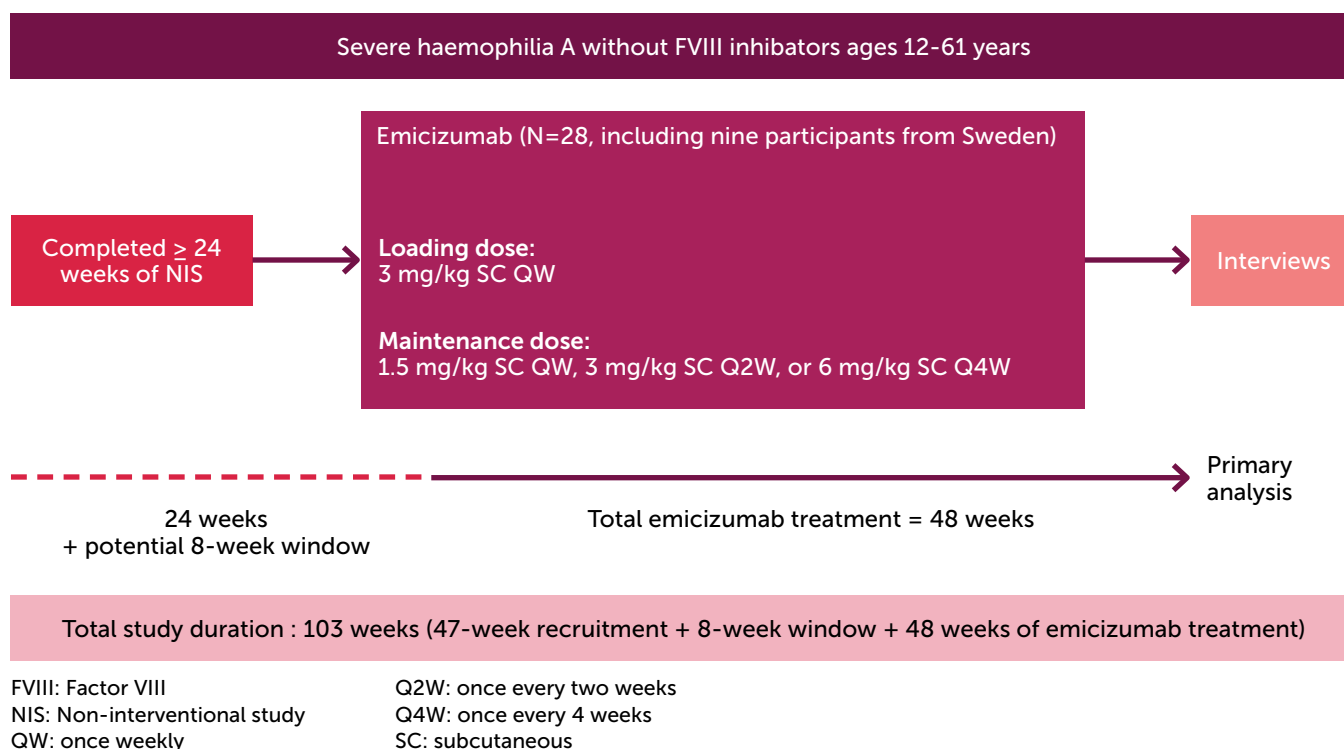 Severe haemophilia A without FVIII inhibators ages 12-61 years
Emicizumab (N=28, including nine participants from Sweden)
Completed ≥ 24
weeks of NIS
Loading dose:
3 mg/kg SC QW
Maintenance dose:
1.5 mg/kg SC QW, 3 mg/kg SC Q2W, or 6 mg/kg SC Q4W
Interviews
Primary
analysis
24 weeks
+ potential 8-week window
Total emicizumab treatment = 48 weeks
Total study duration : 103 weeks (47-week recruitment + 8-week window + 48 weeks of emicizumab treatment)
FVIII: Factor VIII
NIS: Non-interventional study
QW: once weekly
Q2W: once every two weeks
Q4W: once every 4 weeks
SC: subcutaneous